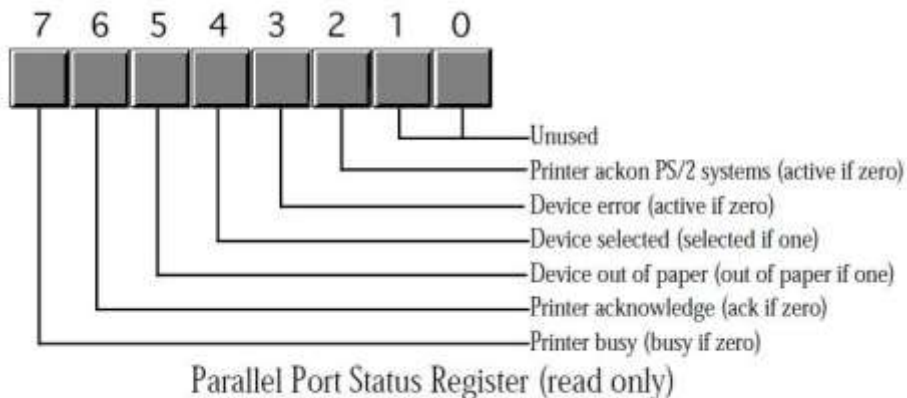 7 6 5 4 3 2 1 0
Unused
Printer ackon PS/2 systems (active if zero)
Device error (active if zero)
Device selected (selected if one)
Device out of paper (out of paper if one)
Printer acknowledge (ack if zero)
Printer busy (busy if zero)
Parallel Port Status Register (read only)